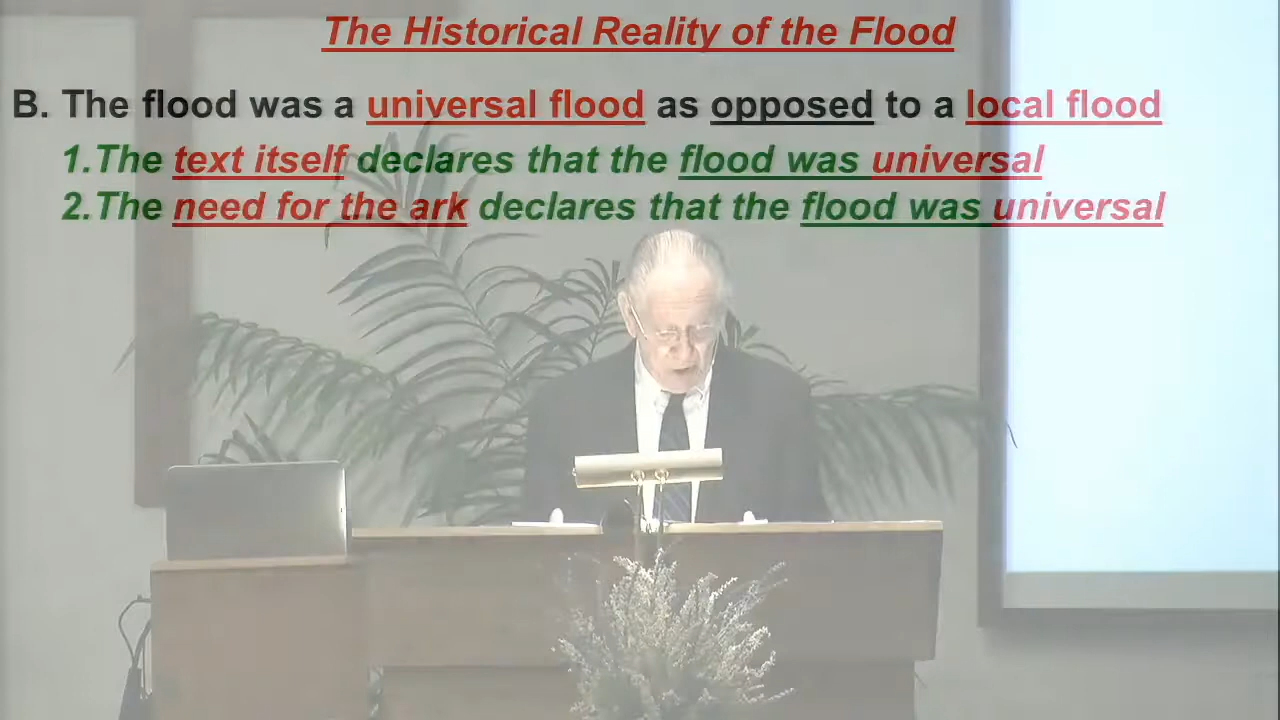 The Historical Reality of the Flood
B. The flood was a universal flood as opposed to a local flood
1.The text itself declares that the flood was universal
2.The need for the ark declares that the flood was universal